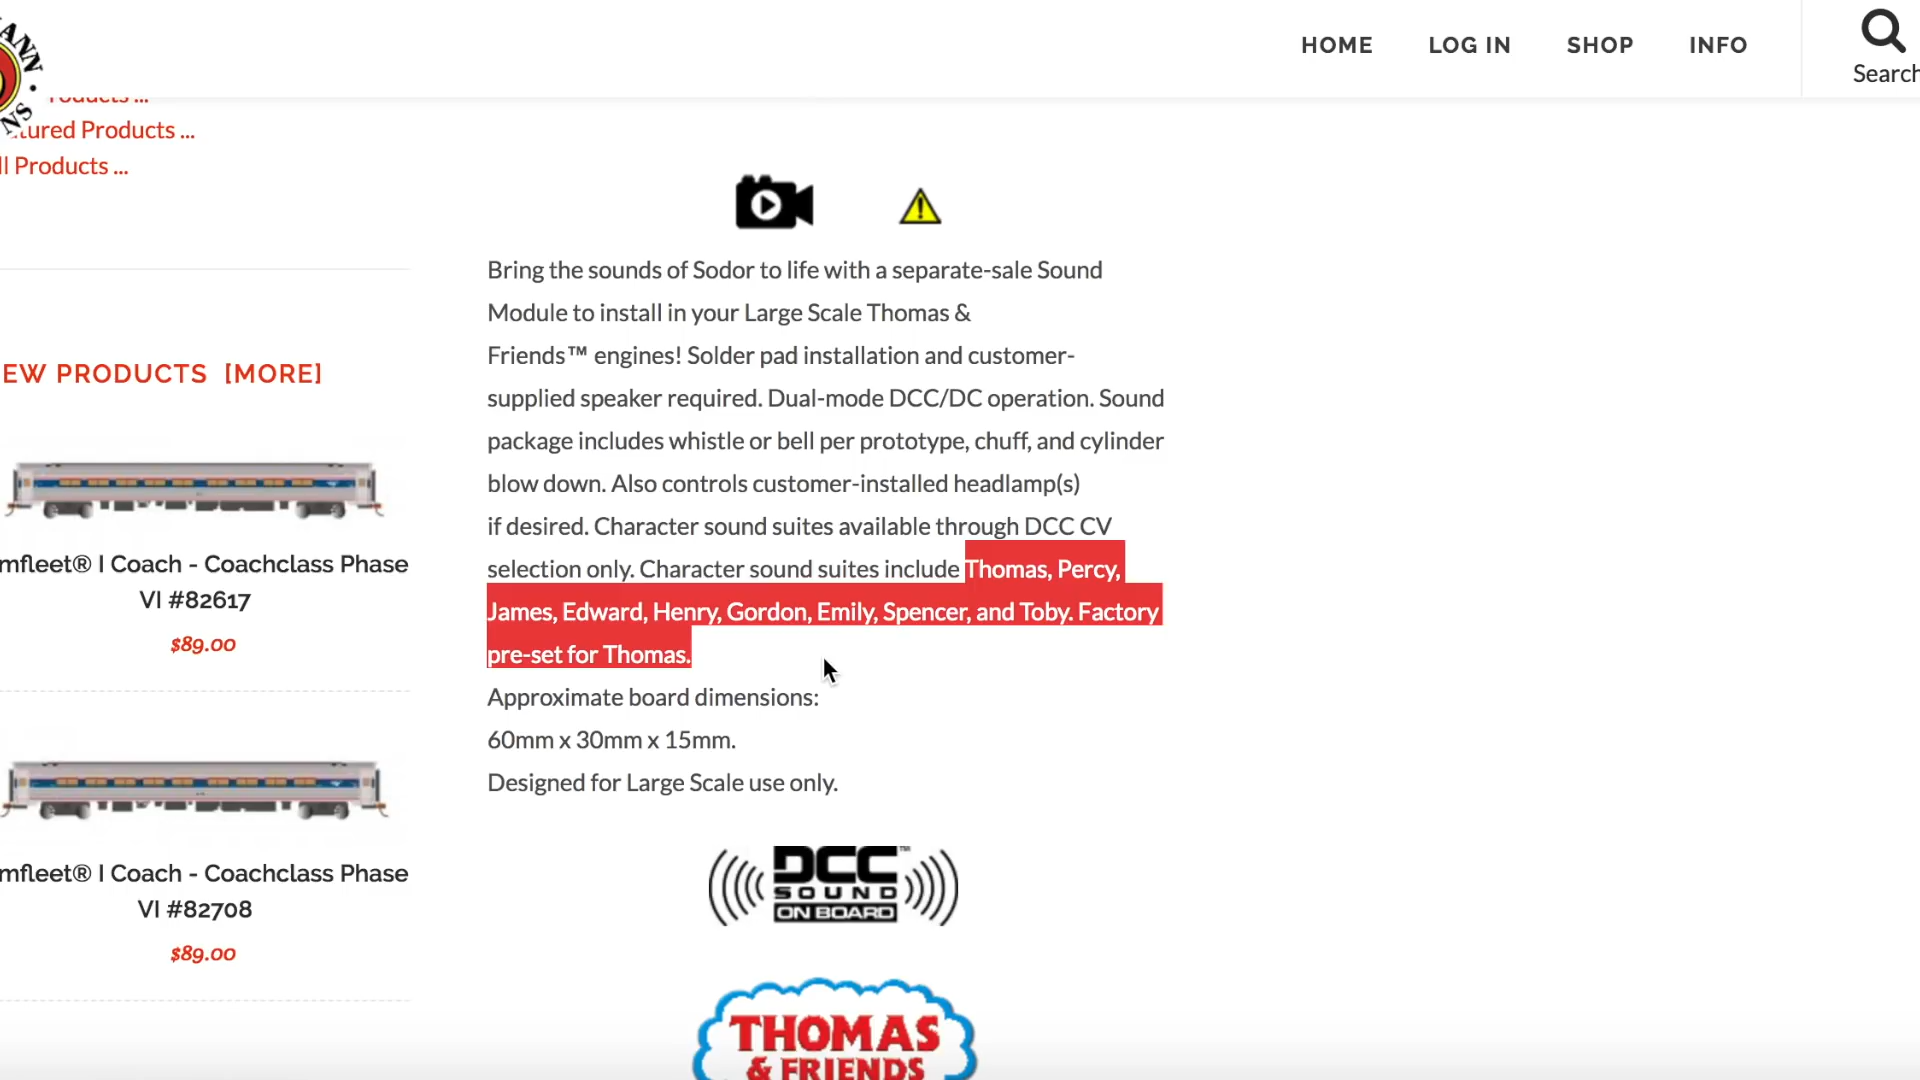 HOME
LOG IN
SHOP
INFO
Search
Products ...
tured Products ...
ll Products ...
Bring the sounds of Sodor to life with a separate-sale Sound
Module to install in your Large Scale Thomas &
Friends™ engines! Solder pad installation and customer-
supplied speaker required. Dual-mode DCC/DC operation. Sound
package includes whistle or bell per prototype, chuff, and cylinder
blow down. Also controls customer-installed headlamp(s)
if desired. Character sound suites available through DCC CV
selection only. Character sound suites include Thomas, Percy,
James, Edward, Henry, Gordon, Emily, Spencer, and Toby. Factory
pre-set for Thomas.
Approximate board dimensions:
60mm x 30mm x 15mm.
Designed for Large Scale use only.
DCC™
SOUND
ON BOARD
THOMAS
& FRIENDS
EW PRODUCTS [MORE]
mfleet® I Coach - Coachclass Phase
VI #82617
$89.00
mfleet® I Coach - Coachclass Phase
VI #82708
$89.00